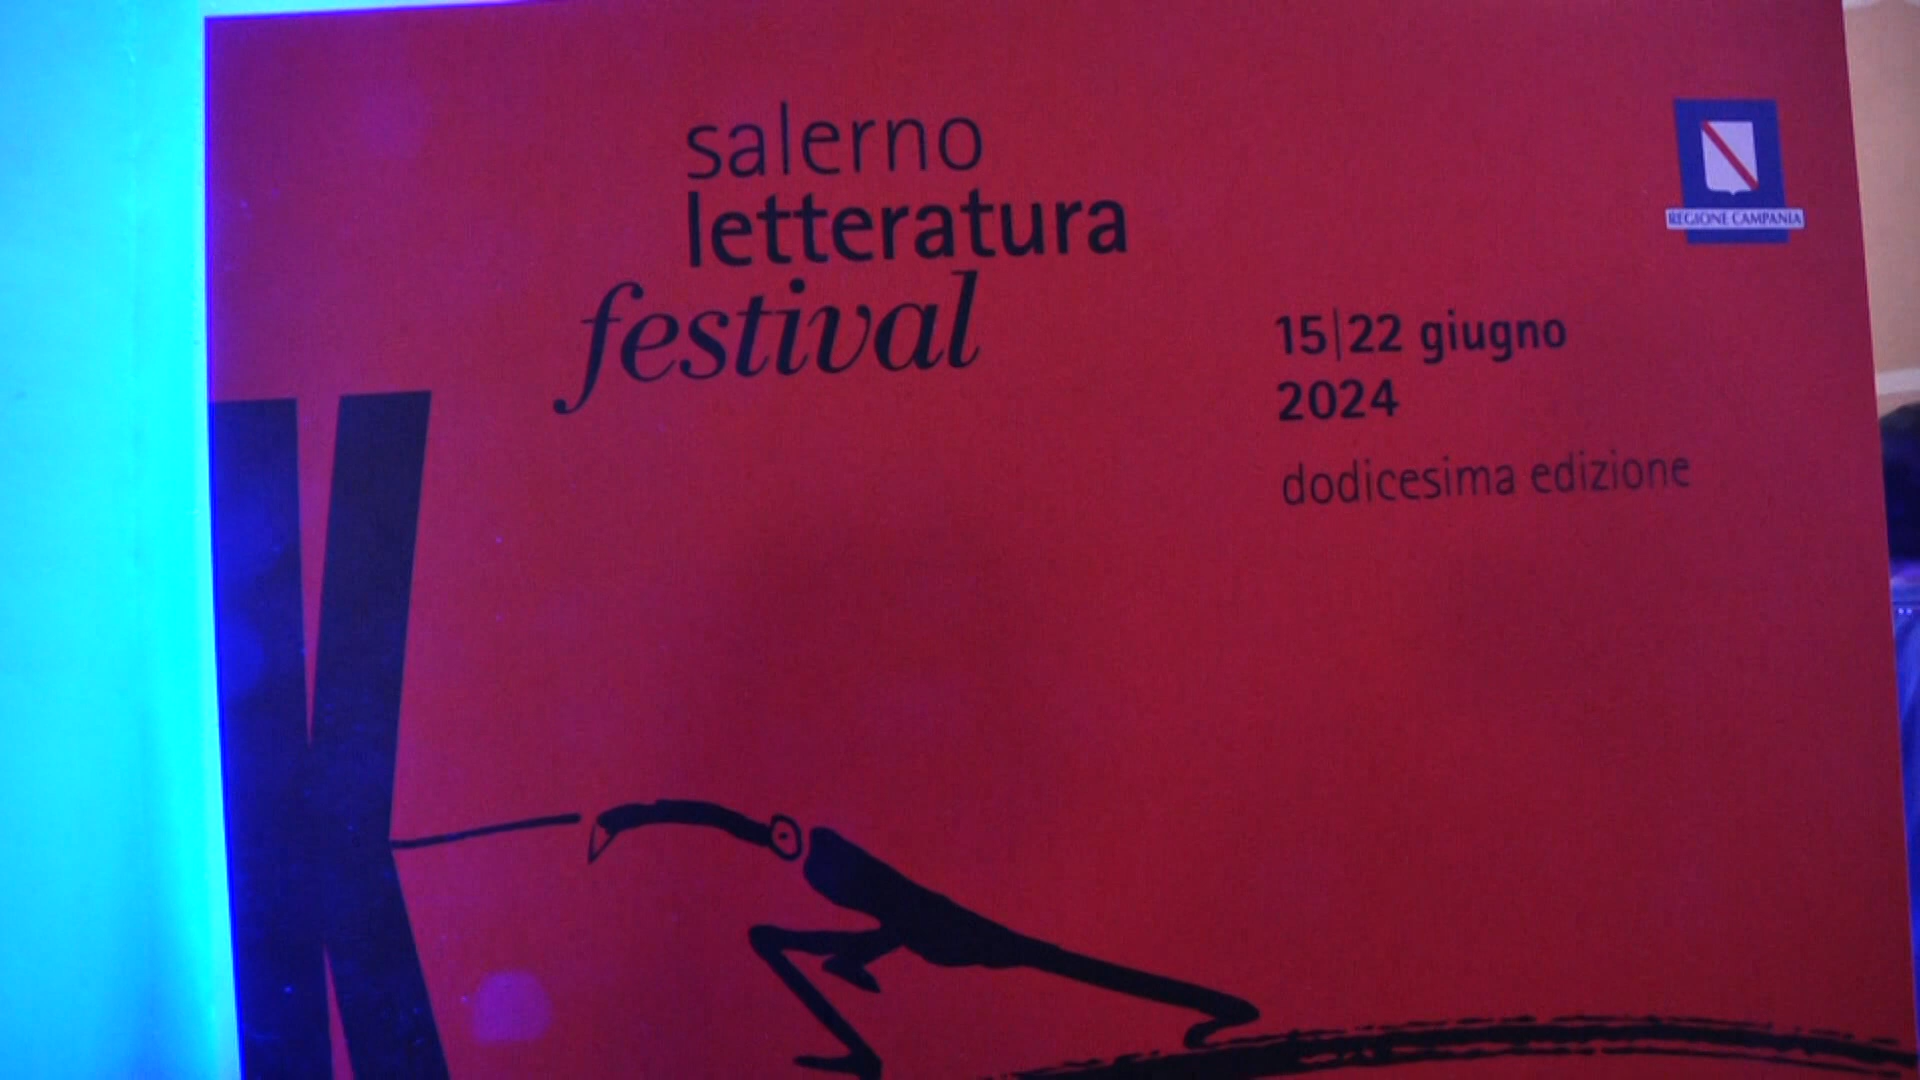 salerno
letteratura
festival
REGIONE CAMPANIA
15|22 giugno
2024
dodicesima edizione
K